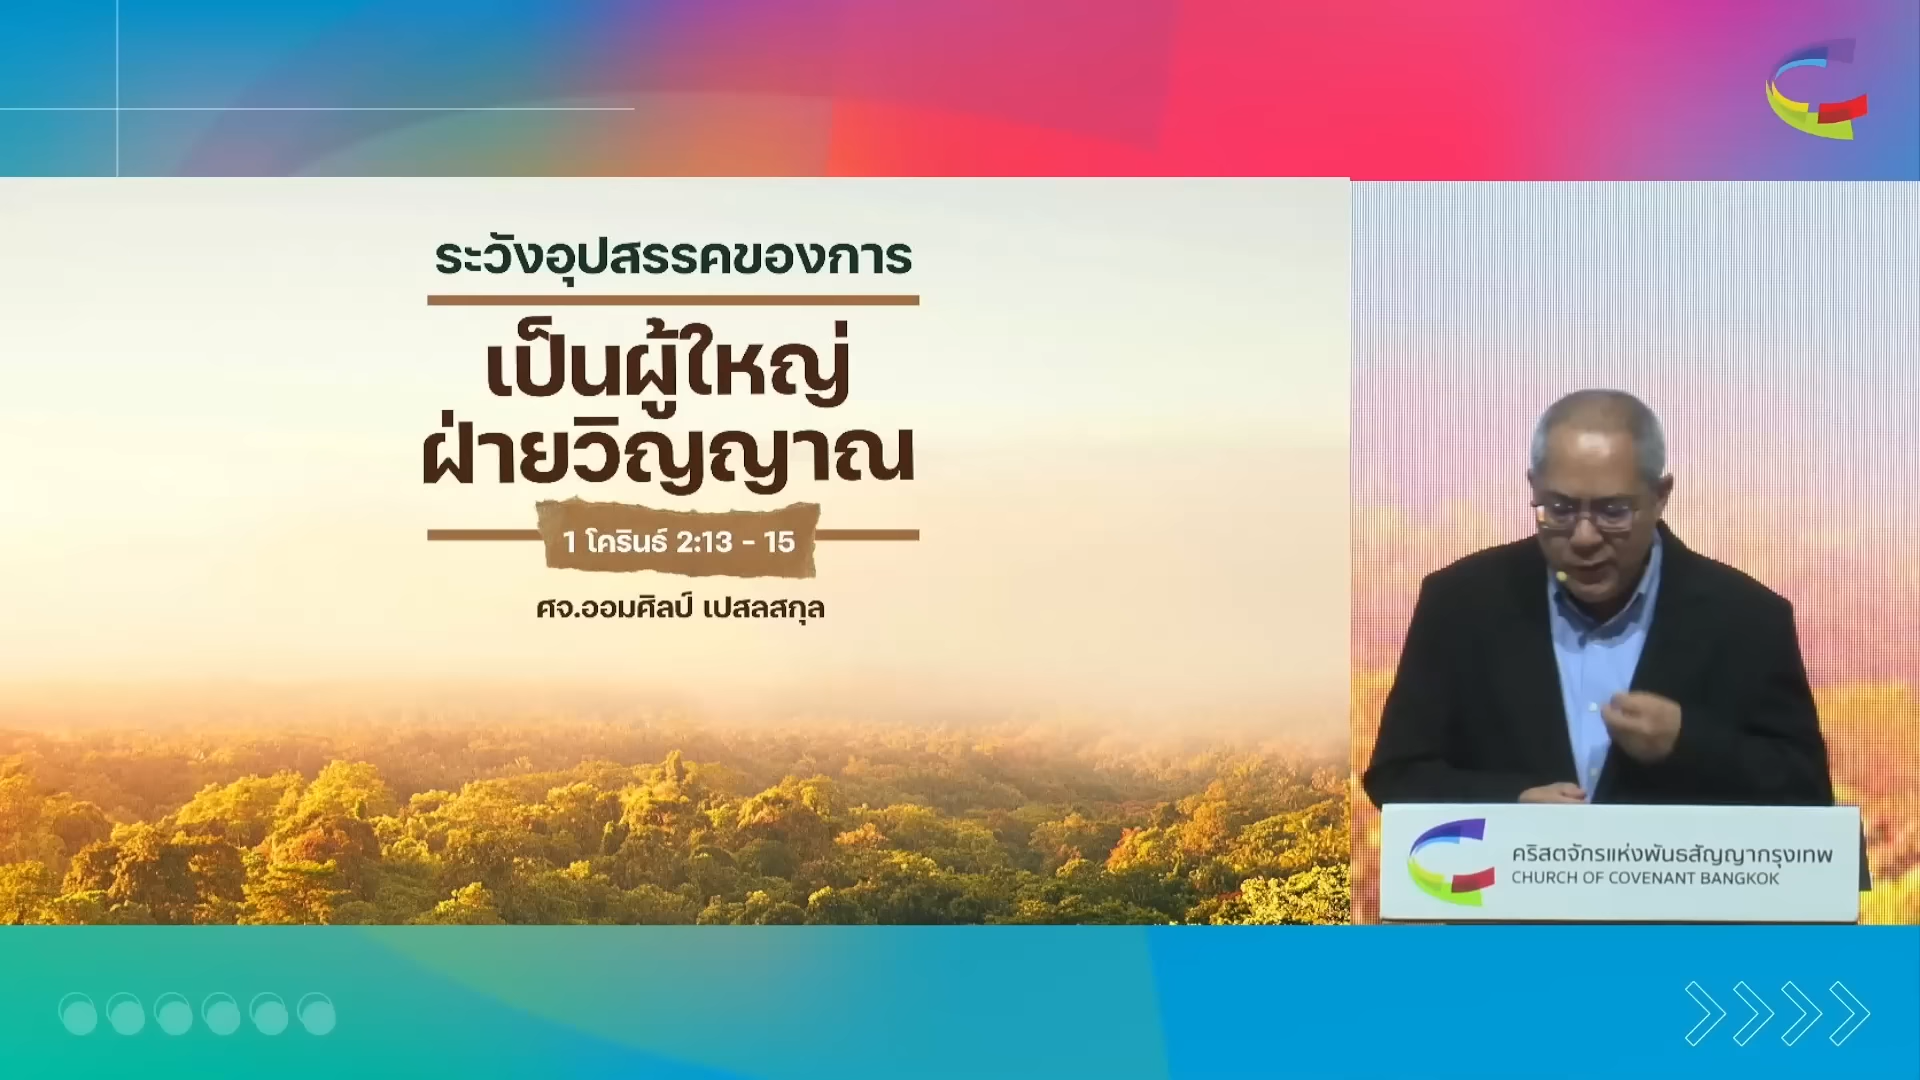 ระวังอุปสรรคของการ
เป็นผู้ใหญ่
ฝ่ายวิญญาณ
1 โครินธ์ 2:13 - 15
ศจ.ออมศิลป์ เปสลสกุล
คริสตจักรแห่งพันธสัญญากรุงเทพ
CHURCH OF COVENANT BANGKOK